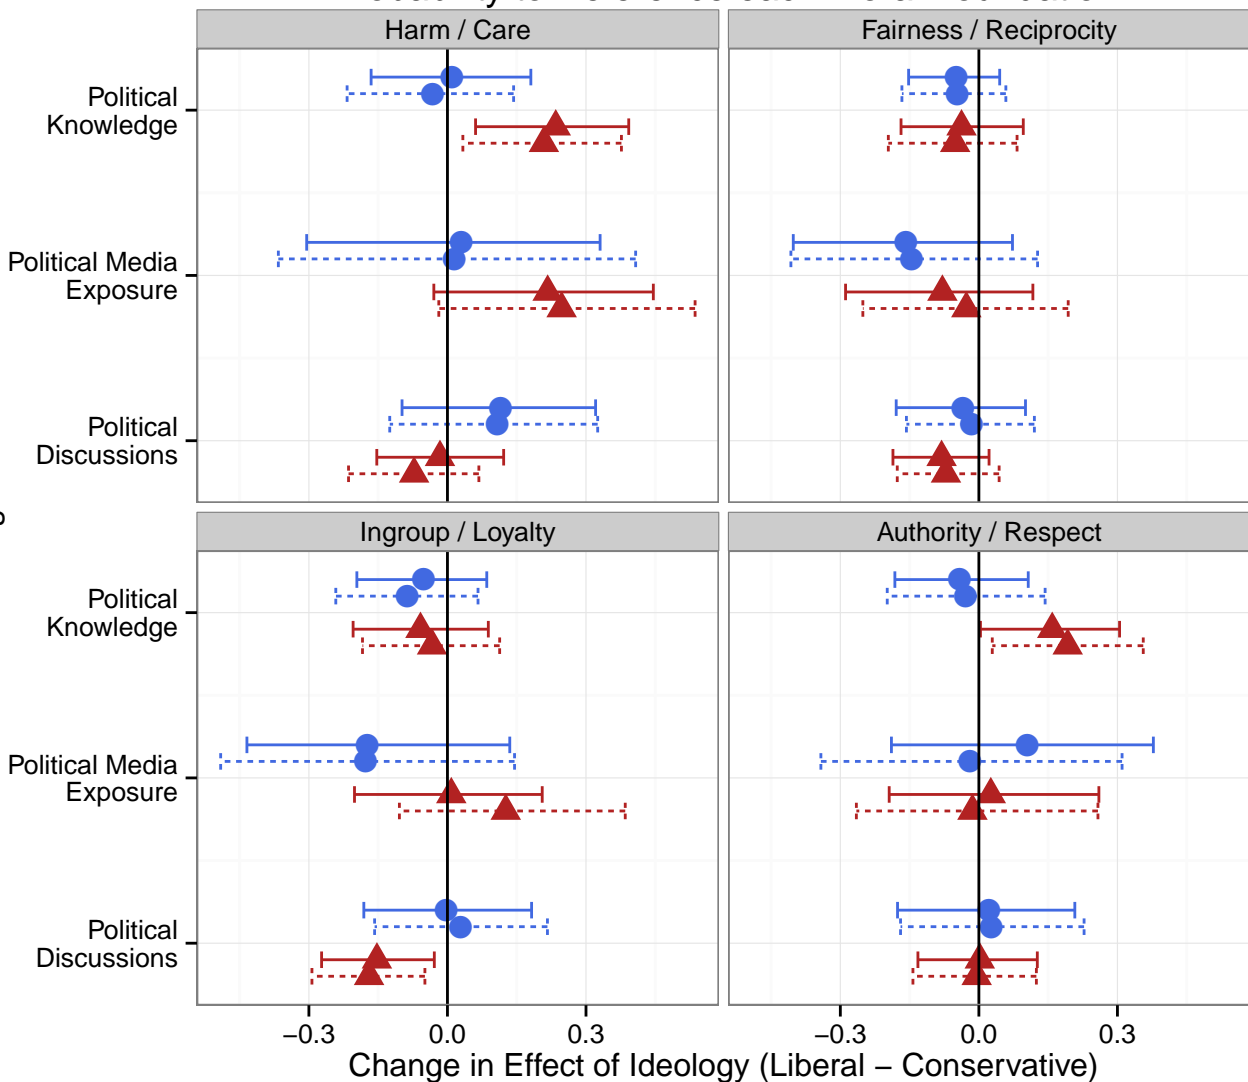 Harm / Care
Fairness / Reciprocity
Political
Knowledge
Political Media
Exposure
Political
Discussions
Ingroup / Loyalty
Authority / Respect
Political
Knowledge
Political Media
Exposure
Political
Discussions
−0.3 0.0 0.3
−0.3 0.0 0.3
Change in Effect of Ideology (Liberal − Conservative)